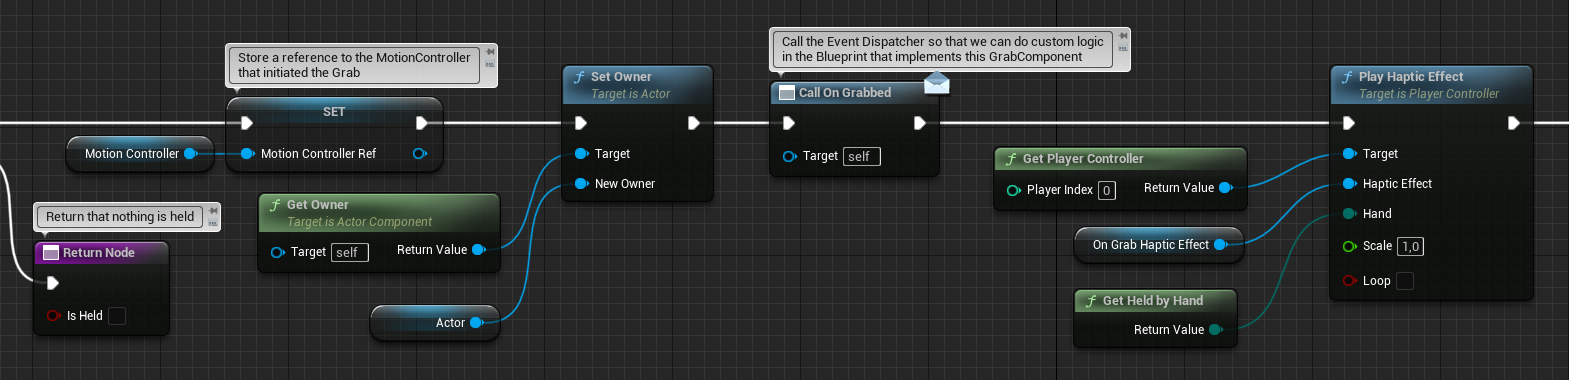 Store a reference to the MotionController
that initiated the Grab
SET
Motion Controller
Motion Controller Ref
Return that nothing is held
Return Node
Is Held
f Get Owner
Target is Actor Component
Target self
Return Value
Actor
f Set Owner
Target is Actor
Target
New Owner
Call the Event Dispatcher so that we can do custom logic
in the Blueprint that implements this GrabComponent
Call On Grabbed
Target self
f Get Player Controller
Player Index 0
Return Value
On Grab Haptic Effect
f Get Held by Hand
Return Value
f Play Haptic Effect
Target is Player Controller
Target
Haptic Effect
Hand
Scale 1,0
Loop